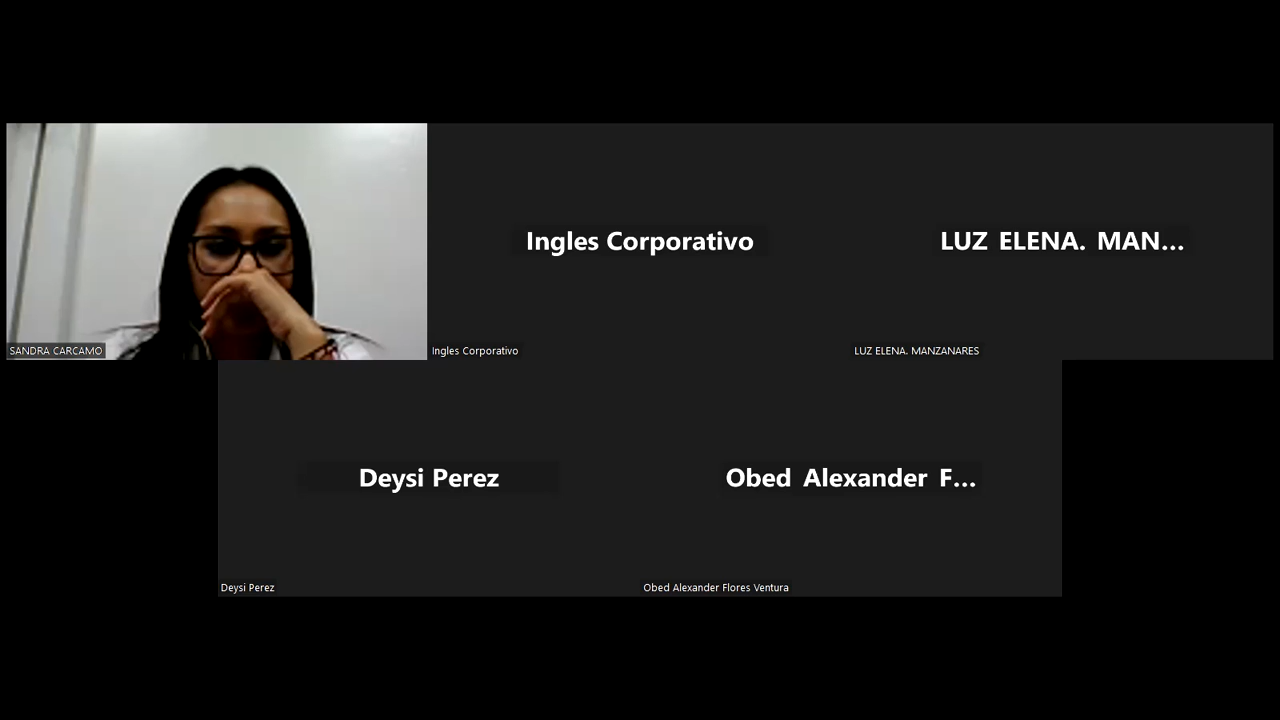 Ingles Corporativo
LUZ ELENA. MAN...
SANDRA CARCAMO
Ingles Corporativo
LUZ ELENA. MANZANARES
Deysi Perez
Obed Alexander F...
Deysi Perez
Obed Alexander Flores Ventura